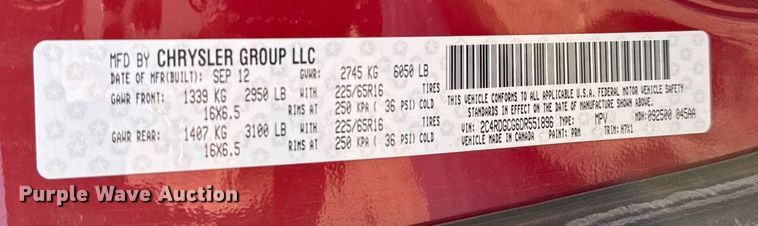 MFD BY CHRYSLER GROUP LLC
DATE OF MFR(BUILT): SEP 12 GVWR: 2745 KG 6050 LB
GAWR FRONT: 1339 KG 2950 LB WITH 225/65R16 TIRES
16X6.5 RIMS AT 250 KPA ( 36 PSI) COLD
GAWR REAR: 1407 KG 3100 LB WITH 225/65R16 TIRES
16X6.5 RIMS AT 250 KPA ( 36 PSI) COLD
THIS VEHICLE CONFORMS TO ALL APPLICABLE U.S.A. FEDERAL MOTOR VEHICLE SAFETY
STANDARDS IN EFFECT ON THE DATE OF MANUFACTURE SHOWN ABOVE.
VIN: 2C4RDGCG6DR551896 TYPE: MPV MDH: 092500 045AA
VEHICLE MADE IN CANADA PAINT: PRM TRIM: H7X1
Purple Wave Auction